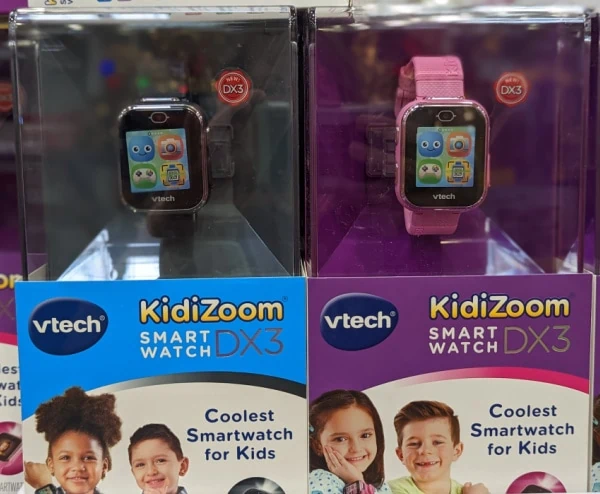 NEW!
DX3
vtech
vtech
KidiZoom
SMART
WATCH DX3
Coolest
Smartwatch
for Kids
NEW!
DX3
vtech
vtech
KidiZoom
SMART
WATCH DX3
Coolest
Smartwatch
for Kids